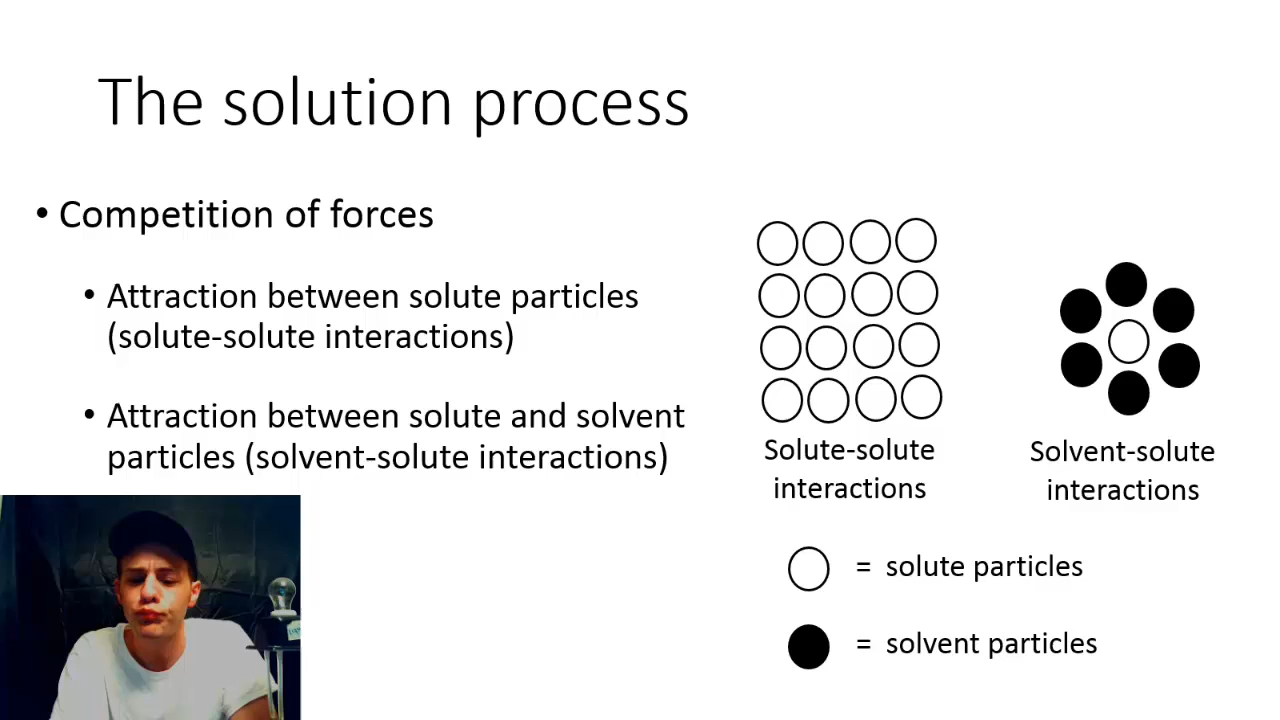 The solution process
• Competition of forces
• Attraction between solute particles
(solute-solute interactions)
• Attraction between solute and solvent
particles (solvent-solute interactions)
Solute-solute
interactions
Solvent-solute
interactions
= solute particles
= solvent particles